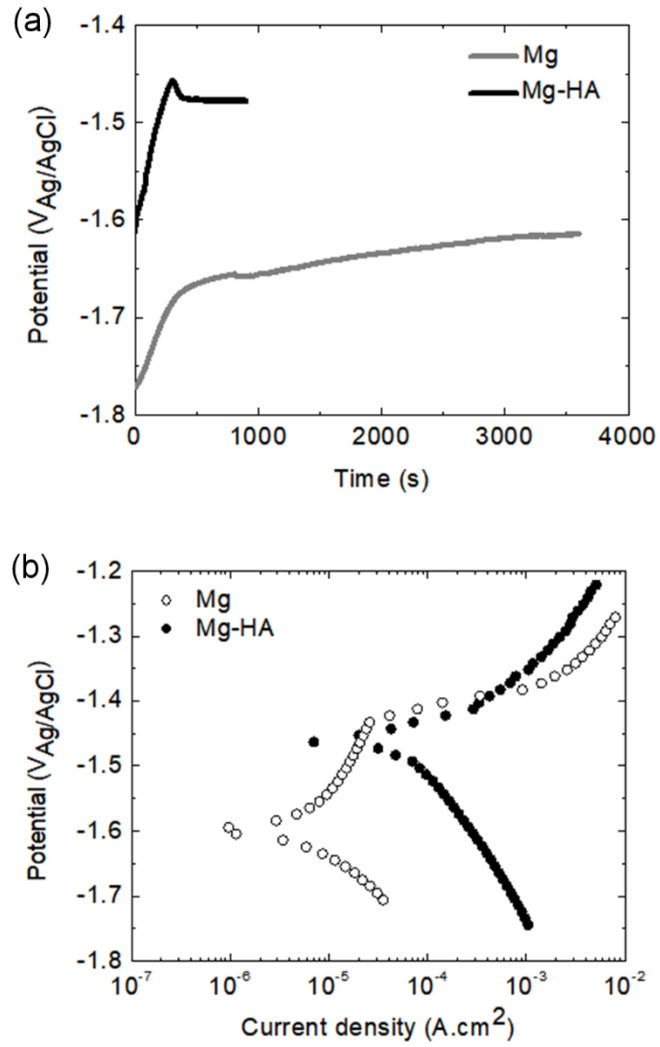 (a)
-1.4
-1.5
-1.6
-1.7
-1.8
Potential (V_Ag/AgCl)
Mg
Mg-HA
0 1000 2000 3000 4000
Time (s)
(b)
-1.2
-1.3
-1.4
-1.5
-1.6
-1.7
-1.8
Potential (V_Ag/AgCl)
Mg
Mg-HA
10⁻⁷ 10⁻⁶ 10⁻⁵ 10⁻⁴ 10⁻³ 10⁻²
Current density (A.cm²)